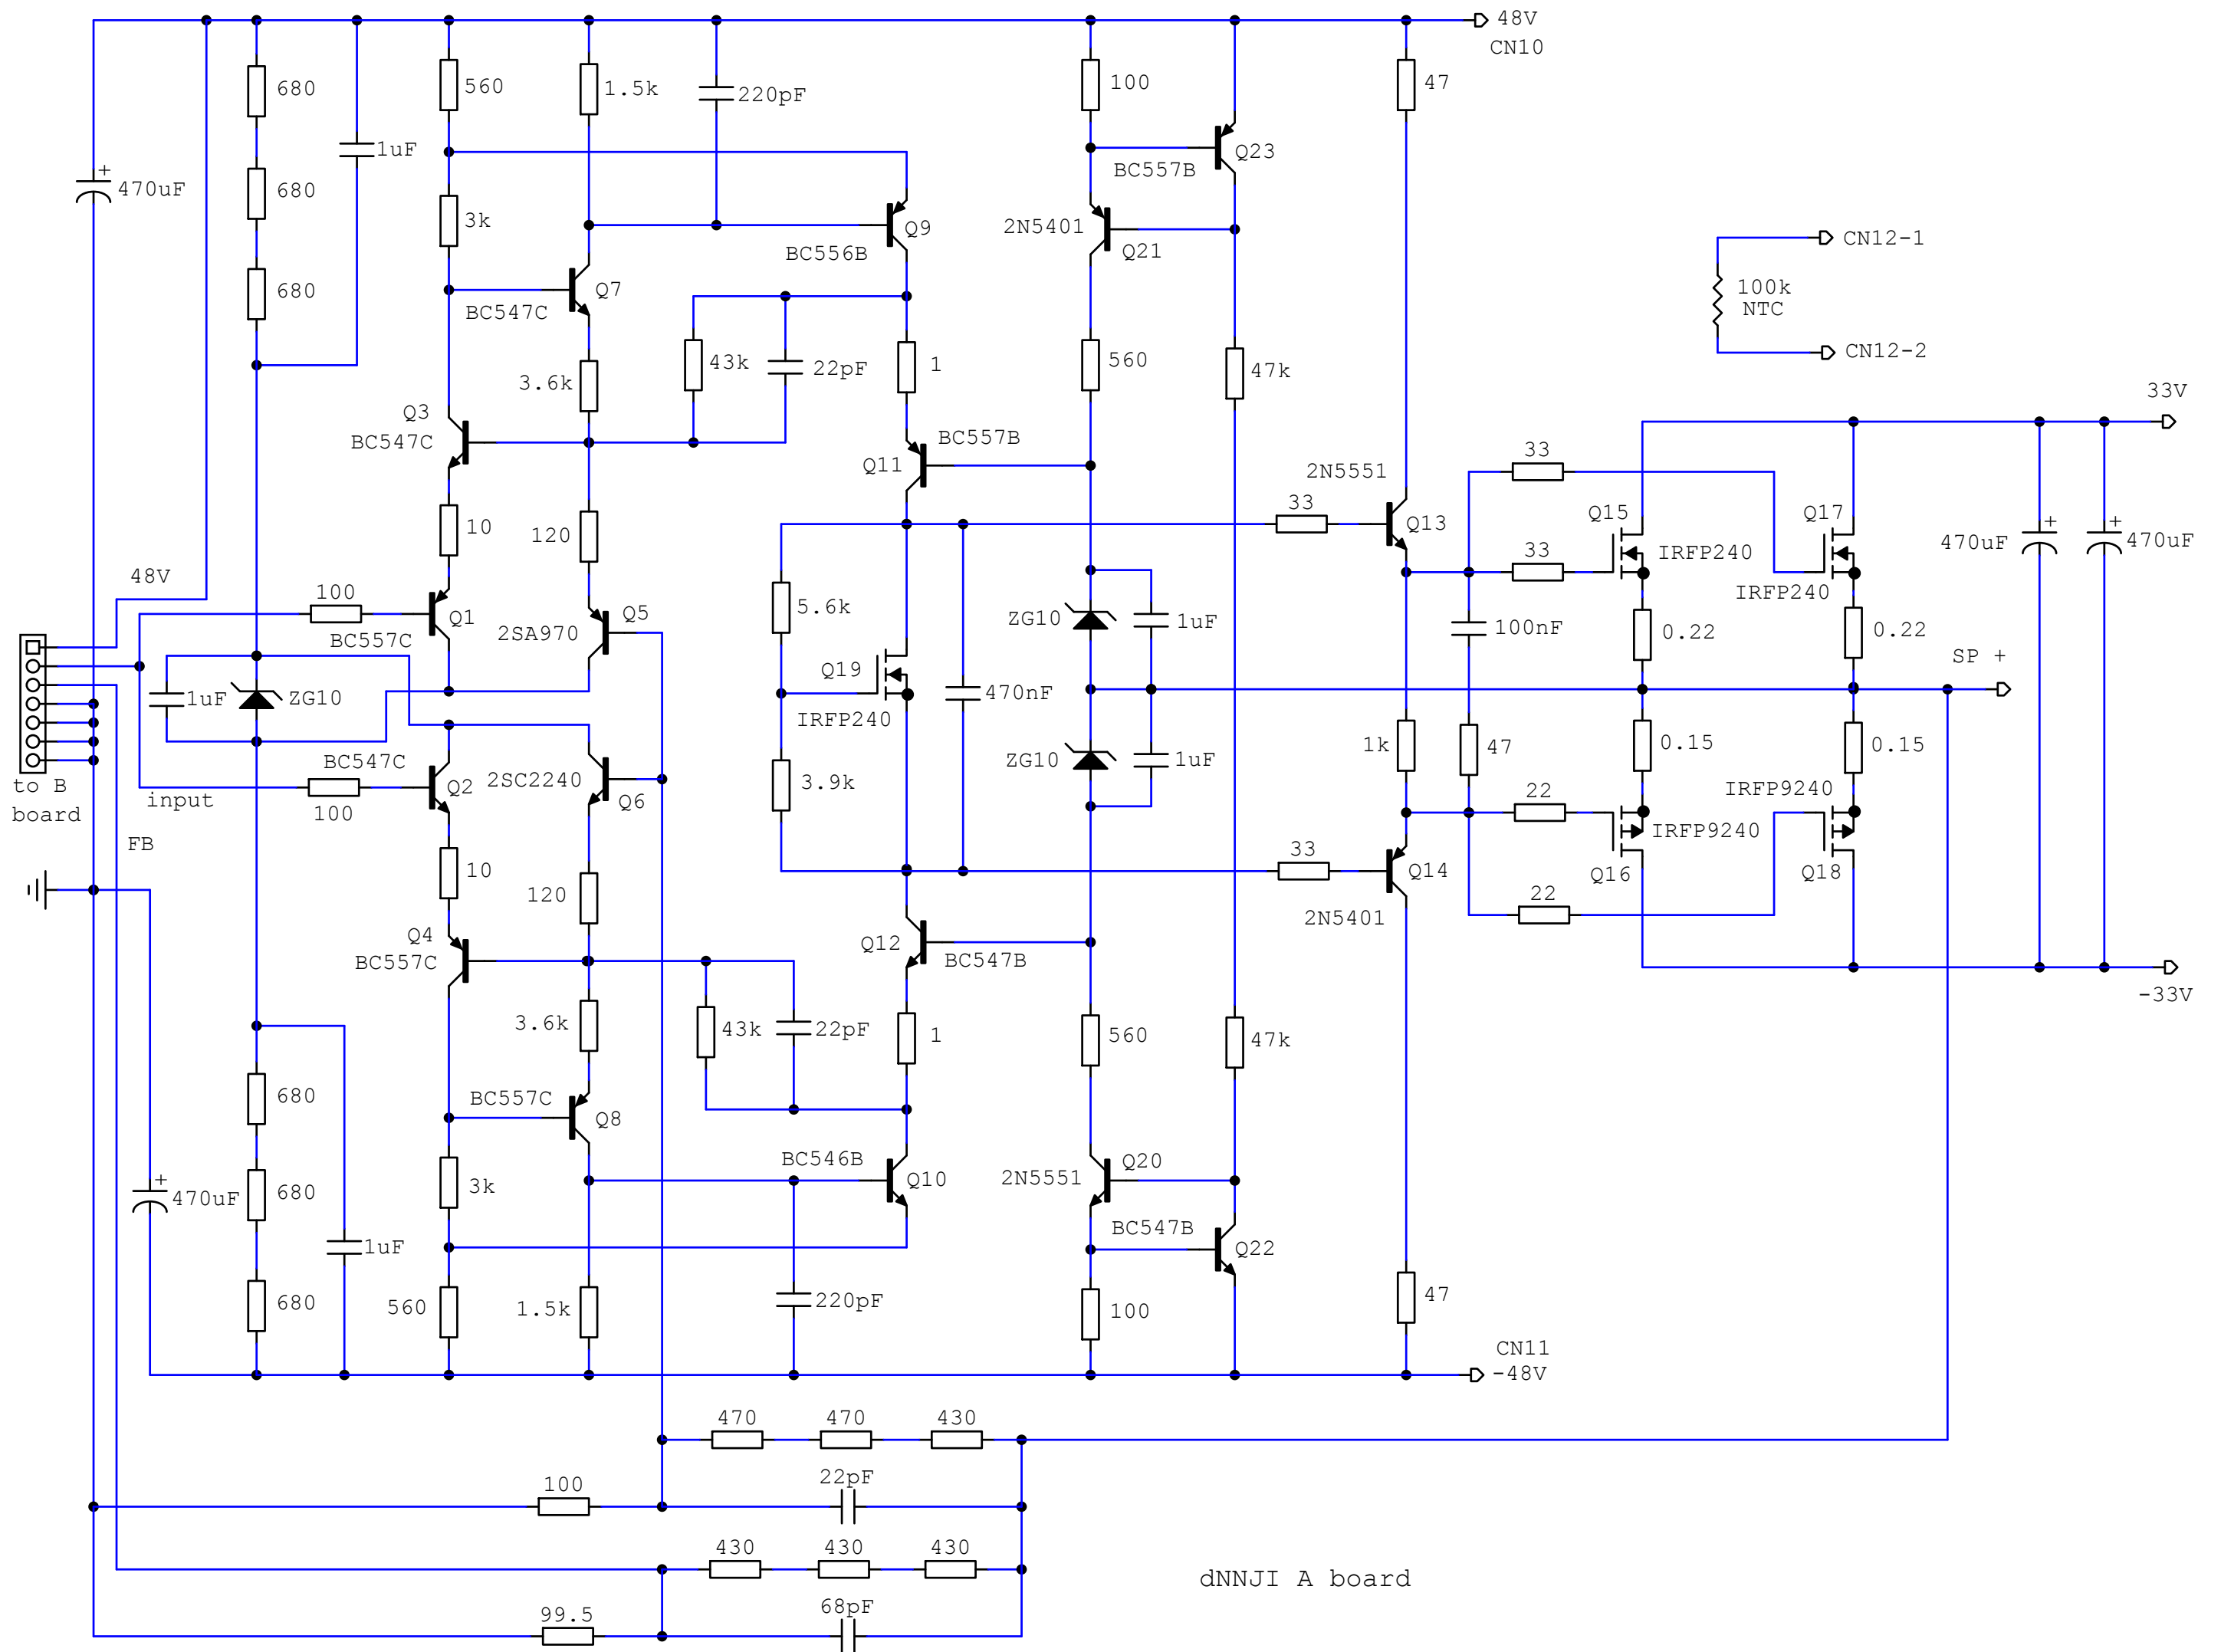 48V
CN10
680
560
1.5k
220pF
100
47
1uF
Q23
BC557B
470uF
680
3k
Q9
2N5401
Q21
CN12-1
BC556B
680
Q7
100k
NTC
BC547C
CN12-2
43k
22pF
1
560
47k
3.6k
33V
Q3
BC547C
BC557B
Q11
33
2N5551
10
120
33
Q13
Q15
Q17
33
IRFP240
470uF
470uF
48V
100
Q1
Q5
5.6k
ZG10
1uF
IRFP240
BC557C
2SA970
100nF
0.22
0.22
SP +
Q19
1uF
ZG10
470nF
IRFP240
BC547C
2SC2240
ZG10
1uF
1k
47
0.15
0.15
to B
board
input
100
Q2
Q6
3.9k
22
IRFP9240
IRFP9240
FB
10
120
33
Q14
Q16
Q18
22
2N5401
Q4
BC557C
Q12
BC547B
-33V
3.6k
43k
22pF
1
560
47k
680
BC557C
Q8
BC546B
Q10
2N5551
Q20
470uF
680
3k
BC547B
Q22
1uF
680
560
1.5k
220pF
100
47
CN11
-48V
470
470
430
100
22pF
430
430
430
dNNJI A board
99.5
68pF